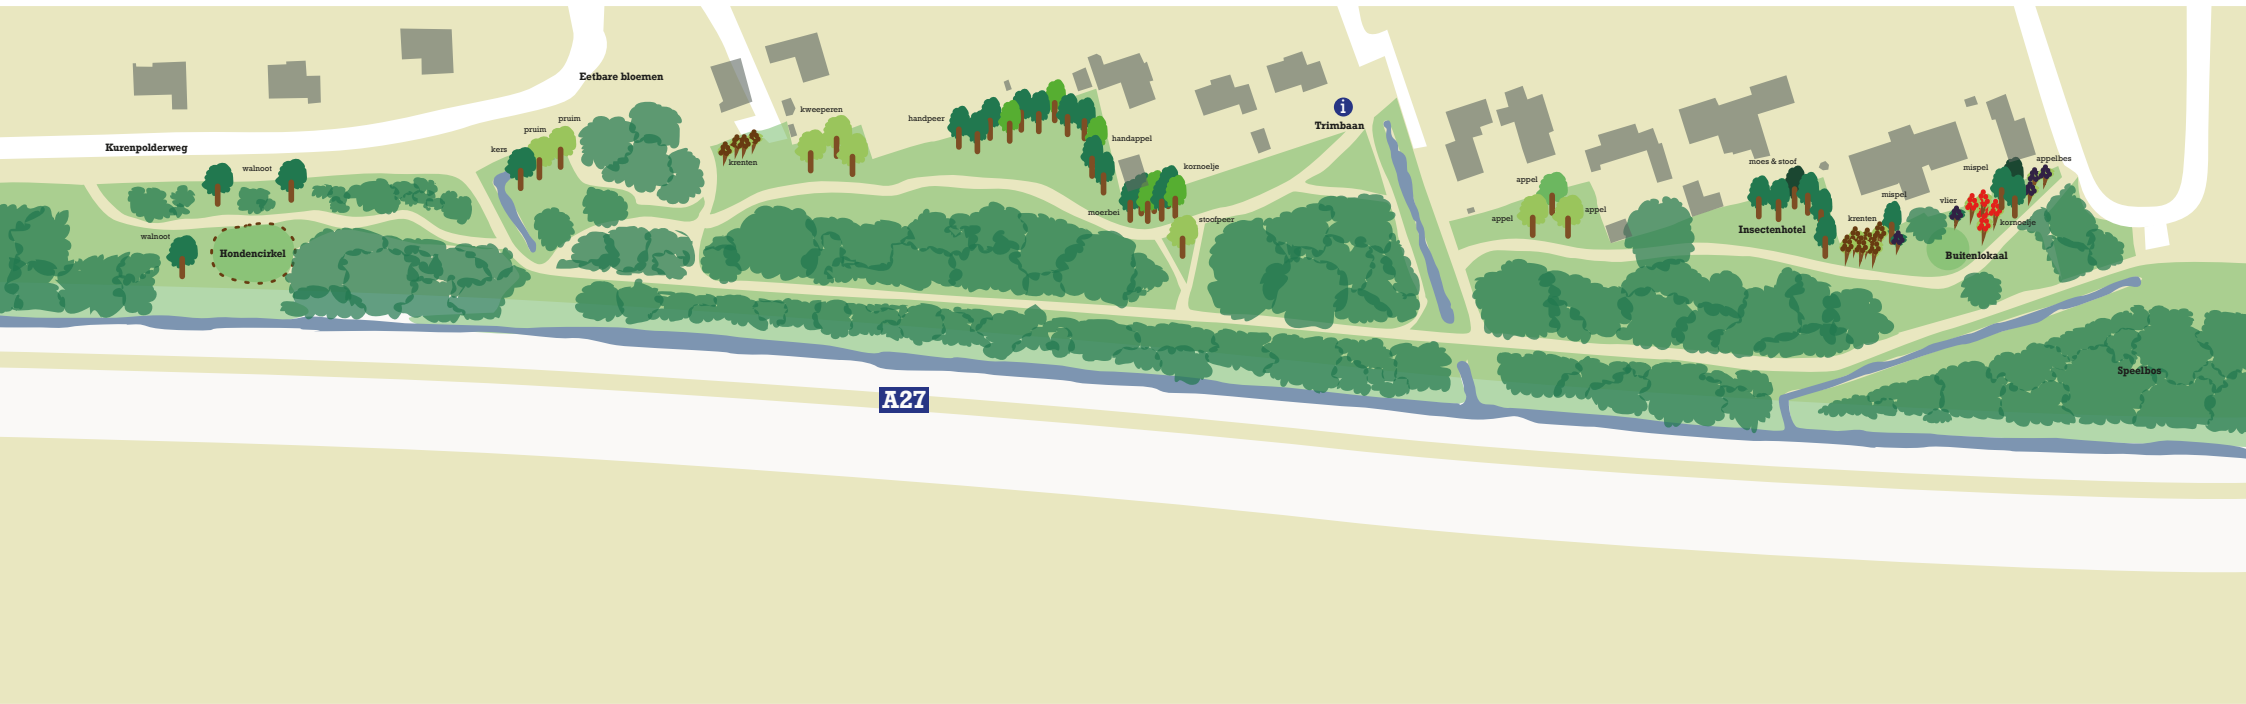 Eetbare bloemen
kweeperen
i
pruim
pruim
handpeer
Trimbaan
handappel
Kurenpolderweg
kers
krenten
kornoelje
moes & stoof
appelbes
walnoot
mispel
appel
mispel
vlier
moerbei
stoofpeer
appel
appel
krenten
kornoelje
walnoot
Insectenhotel
Hondencirkel
Buitenlokaal
Speelbos
A27